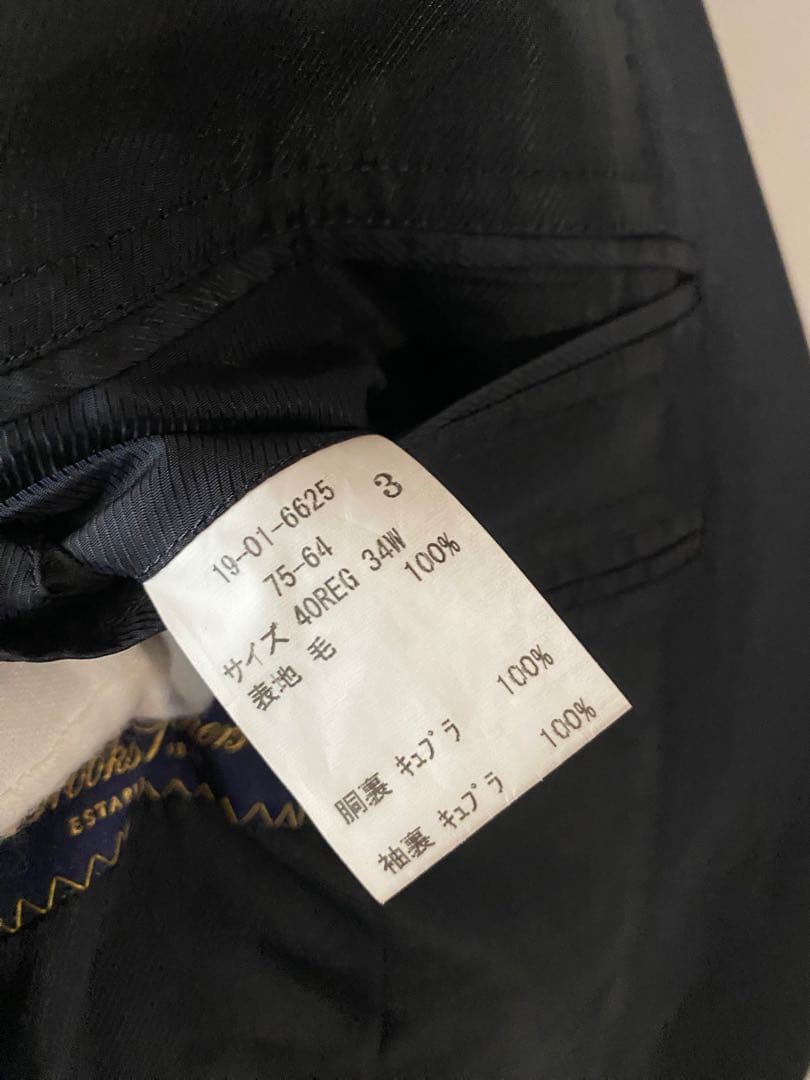 19-01-6625 3
75-64
サイズ 40REG 34W
表地 毛 100%
胴裏 キュプラ 100%
袖裏 キュプラ 100%